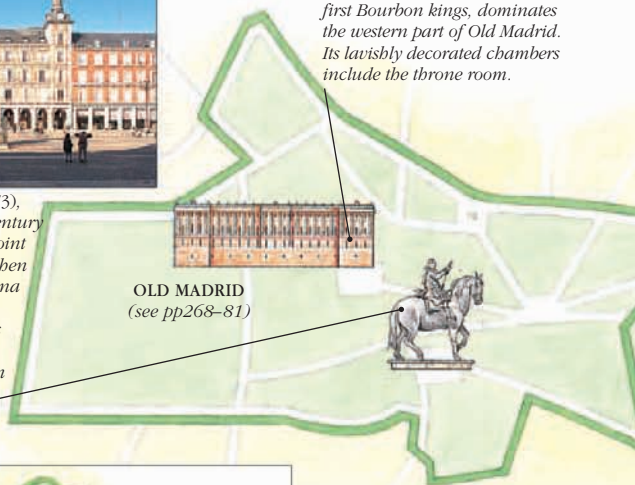 first Bourbon kings, dominates
the western part of Old Madrid.
Its lavishly decorated chambers
include the throne room.
3),
entury
oint
hen
ma
n
OLD MADRID
(see pp268–81)